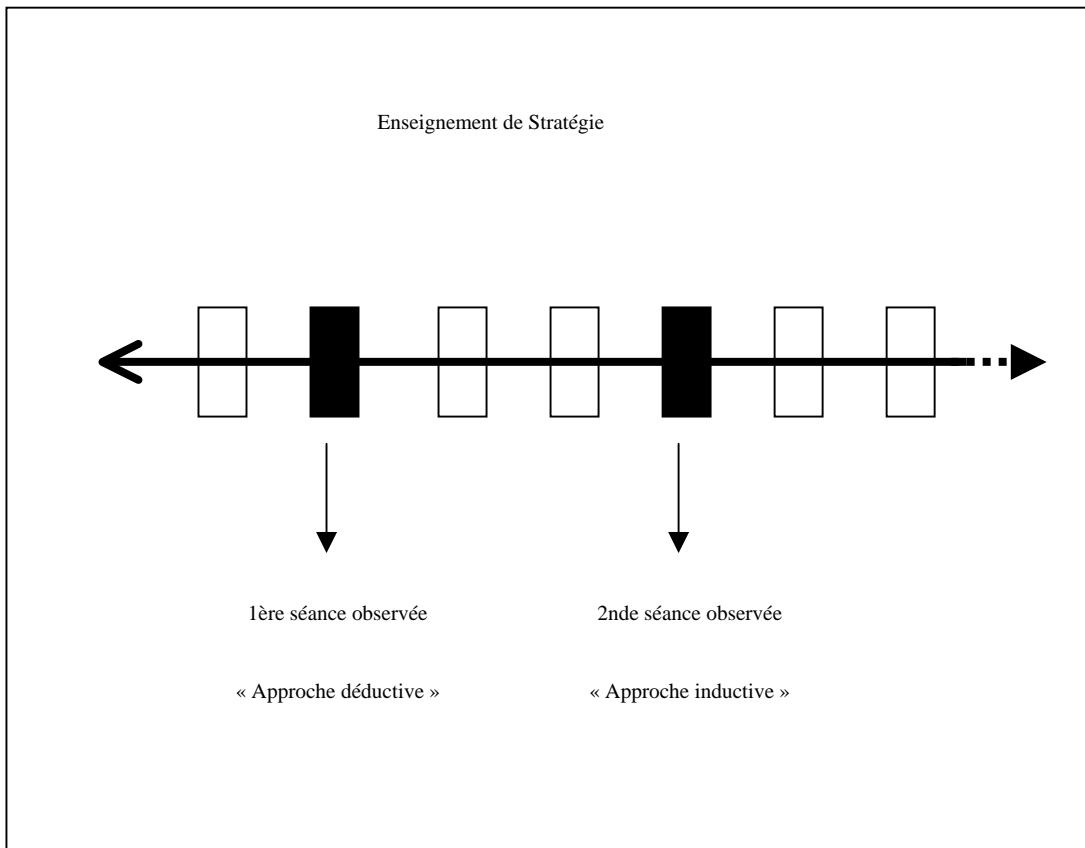 Enseignement de Stratégie
1ère séance observée
2nde séance observée
« Approche déductive »
« Approche inductive »